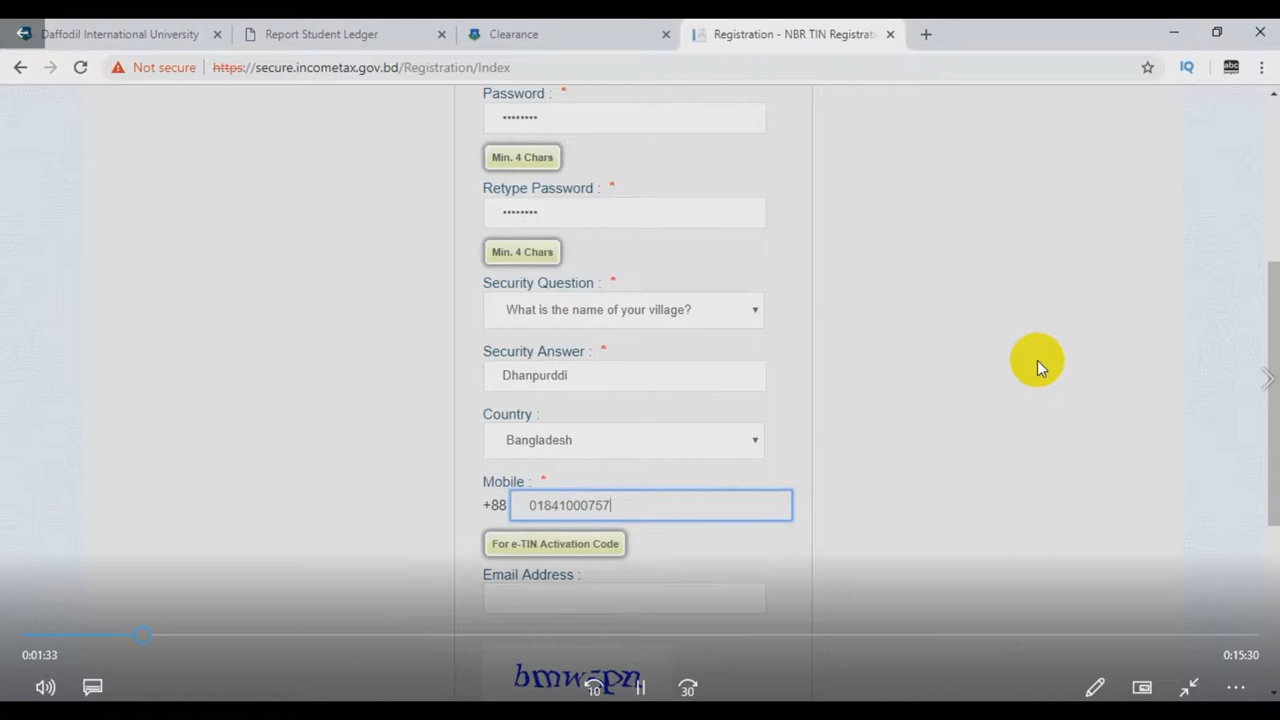 Daffodil International University
Report Student Ledger
Clearance
Registration - NBR TIN Registrat
Not secure https://secure.incometax.gov.bd/Registration/Index
IQ
abc
Password : *
••••••••
Min. 4 Chars
Retype Password : *
••••••••
Min. 4 Chars
Security Question : *
What is the name of your village?
Security Answer : *
Dhanpurddi
Country :
Bangladesh
Mobile : *
+88 01841000757
For e-TIN Activation Code
Email Address :
0:01:33
0:15:30
10
30